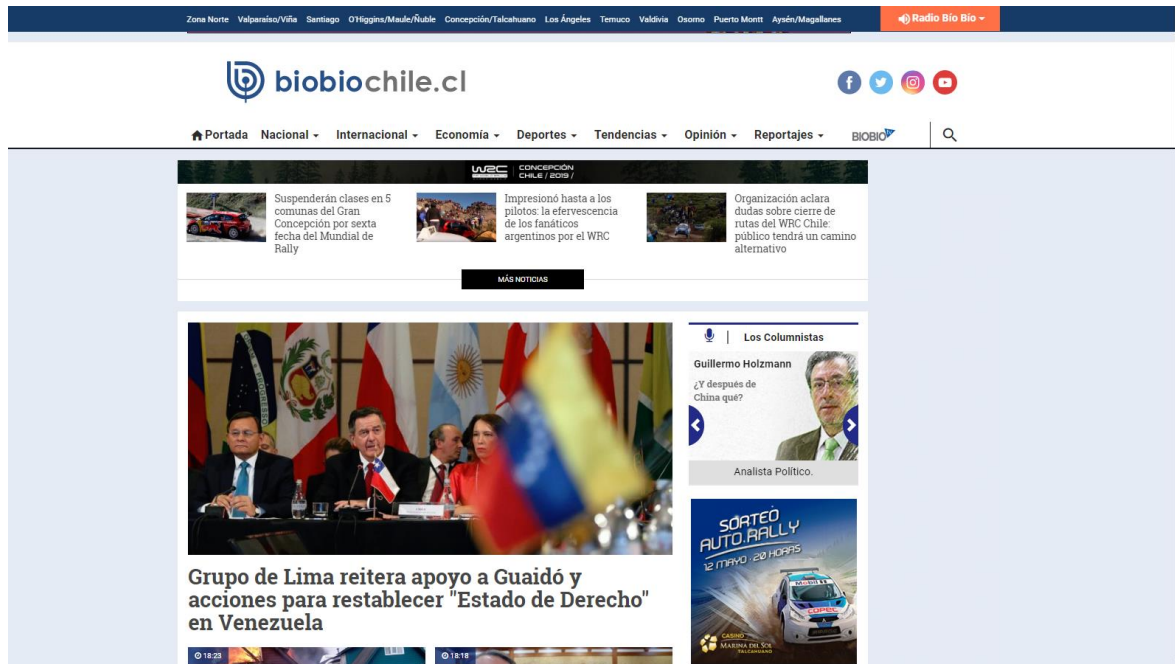 Zona Norte Valparaíso/Viña Santiago O'Higgins/Maule/Ñuble Concepción/Talcahuano Los Ángeles Temuco Valdivia Osorno Puerto Montt Aysén/Magallanes Radio Bío Bío
biobiochile.cl
Portada Nacional Internacional Economía Deportes Tendencias Opinión Reportajes BIOBIO TV
WRC CONCEPCIÓN
CHILE / 2019 /
Suspenderán clases en 5
comunas del Gran
Concepción por sexta
fecha del Mundial de
Rally
Impresionó hasta a los
pilotos: la efervescencia
de los fanáticos
argentinos por el WRC
Organización aclara
dudas sobre cierre de
rutas del WRC Chile:
público tendrá un camino
alternativo
MÁS NOTICIAS
Grupo de Lima reitera apoyo a Guaidó y
acciones para restablecer "Estado de Derecho"
en Venezuela
18:23
18:18
Los Columnistas
Guillermo Holzmann
¿Y después de
China qué?
Analista Político.
SORTEO
AUTO.RALLY
12 MAYO · 20 HORAS
Mobil
COPEC
CASINO
MARINA DEL SOL
TALCAHUANO